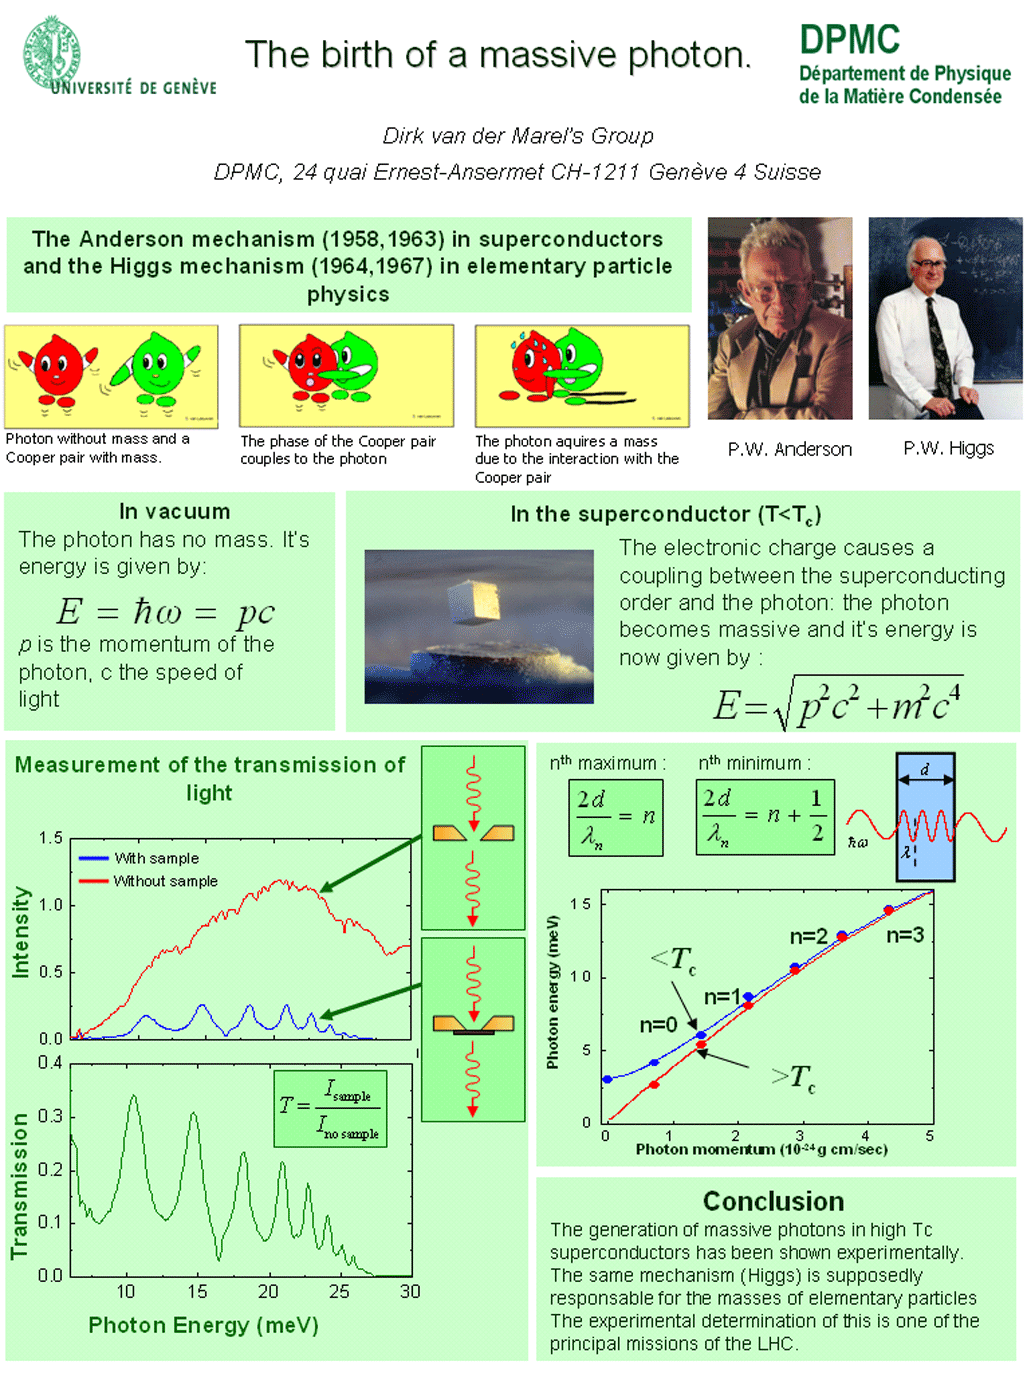 UNIVERSITÉ DE GENÈVE
The birth of a massive photon.
DPMC
Département de Physique
de la Matière Condensée
Dirk van der Marel's Group
DPMC, 24 quai Ernest-Ansermet CH-1211 Genève 4 Suisse
The Anderson mechanism (1958,1963) in superconductors
and the Higgs mechanism (1964,1967) in elementary particle
physics
Photon without mass and a
Cooper pair with mass.
The phase of the Cooper pair
couples to the photon
The photon aquires a mass
due to the interaction with the
Cooper pair
P.W. Anderson
P.W. Higgs
In vacuum
The photon has no mass. It's
energy is given by:
E = ħω = pc
p is the momentum of the
photon, c the speed of
light
In the superconductor (T<Tc)
The electronic charge causes a
coupling between the superconducting
order and the photon: the photon
becomes massive and it's energy is
now given by :
E=√p²c²+m²c⁴
Measurement of the transmission of
light
Intensity
1.5
1.0
0.5
0.0
With sample
Without sample
Transmission
0.4
0.3
0.2
0.1
0.0
T = Isample / Ino sample
10 15 20 25 30
Photon Energy (meV)
nth maximum :
2d/λn = n
nth minimum :
2d/λn = n + 1/2
d
ħω
λ
Photon energy (meV)
15
10
5
0
<Tc
>Tc
n=0
n=1
n=2
n=3
0 1 2 3 4 5
Photon momentum (10-24 g cm/sec)
Conclusion
The generation of massive photons in high Tc
superconductors has been shown experimentally.
The same mechanism (Higgs) is supposedly
responsable for the masses of elementary particles
The experimental determination of this is one of the
principal missions of the LHC.